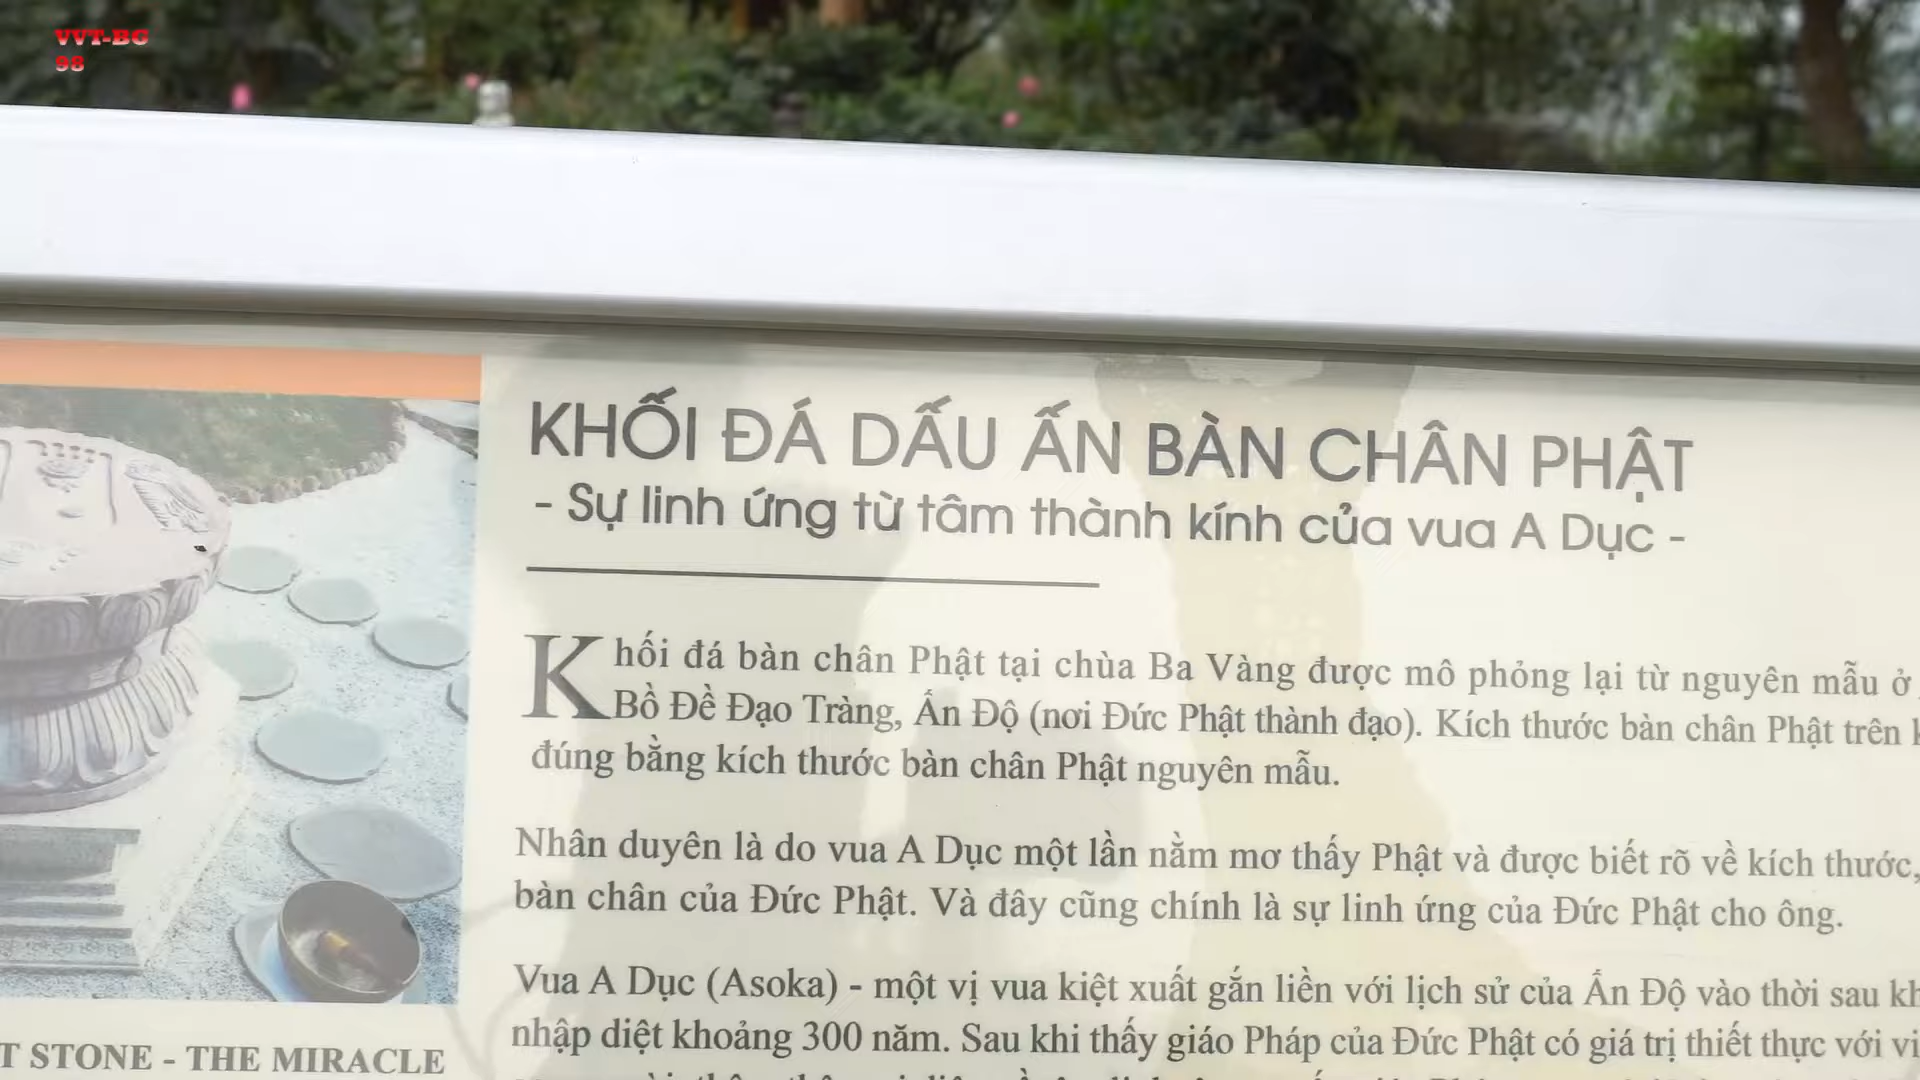 VVT-BG
98
KHỐI ĐÁ DẤU ẤN BÀN CHÂN PHẬT
- Sự linh ứng từ tâm thành kính của vua A Dục -
Khối đá bàn chân Phật tại chùa Ba Vàng được mô phỏng lại từ nguyên mẫu ở
Bồ Đề Đạo Tràng, Ấn Độ (nơi Đức Phật thành đạo). Kích thước bàn chân Phật trên
đúng bằng kích thước bàn chân Phật nguyên mẫu.
Nhân duyên là do vua A Dục một lần nằm mơ thấy Phật và được biết rõ về kích thước,
bàn chân của Đức Phật. Và đây cũng chính là sự linh ứng của Đức Phật cho ông.
Vua A Dục (Asoka) - một vị vua kiệt xuất gắn liền với lịch sử của Ấn Độ vào thời sau
nhập diệt khoảng 300 năm. Sau khi thấy giáo Pháp của Đức Phật có giá trị thiết thực với
T STONE - THE MIRACLE